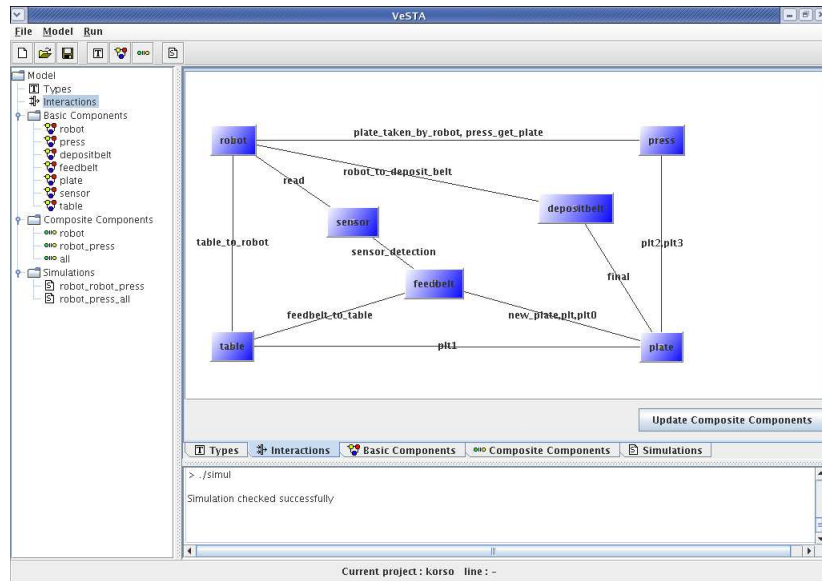 VeSTA
File Model Run
Model
Types
Interactions
Basic Components
robot
press
depositbelt
feedbelt
plate
sensor
table
Composite Components
robot
robot_press
all
Simulations
robot_robot_press
robot_press_all
robot
plate_taken_by_robot, press_get_plate
press
robot_to_deposit_belt
read
depositbelt
sensor
table_to_robot
sensor_detection
plt2,plt3
final
feedbelt
feedbelt_to_table
new_plate,plt,plt0
table
plt1
plate
Update Composite Components
Types Interactions Basic Components Composite Components Simulations
> ./simul
Simulation checked successfully
Current project : korso line : -